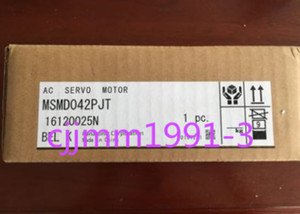 AC SERVO MOTOR
MSMD042PJT
16120025N
1 pc.
cjjmm1991-3